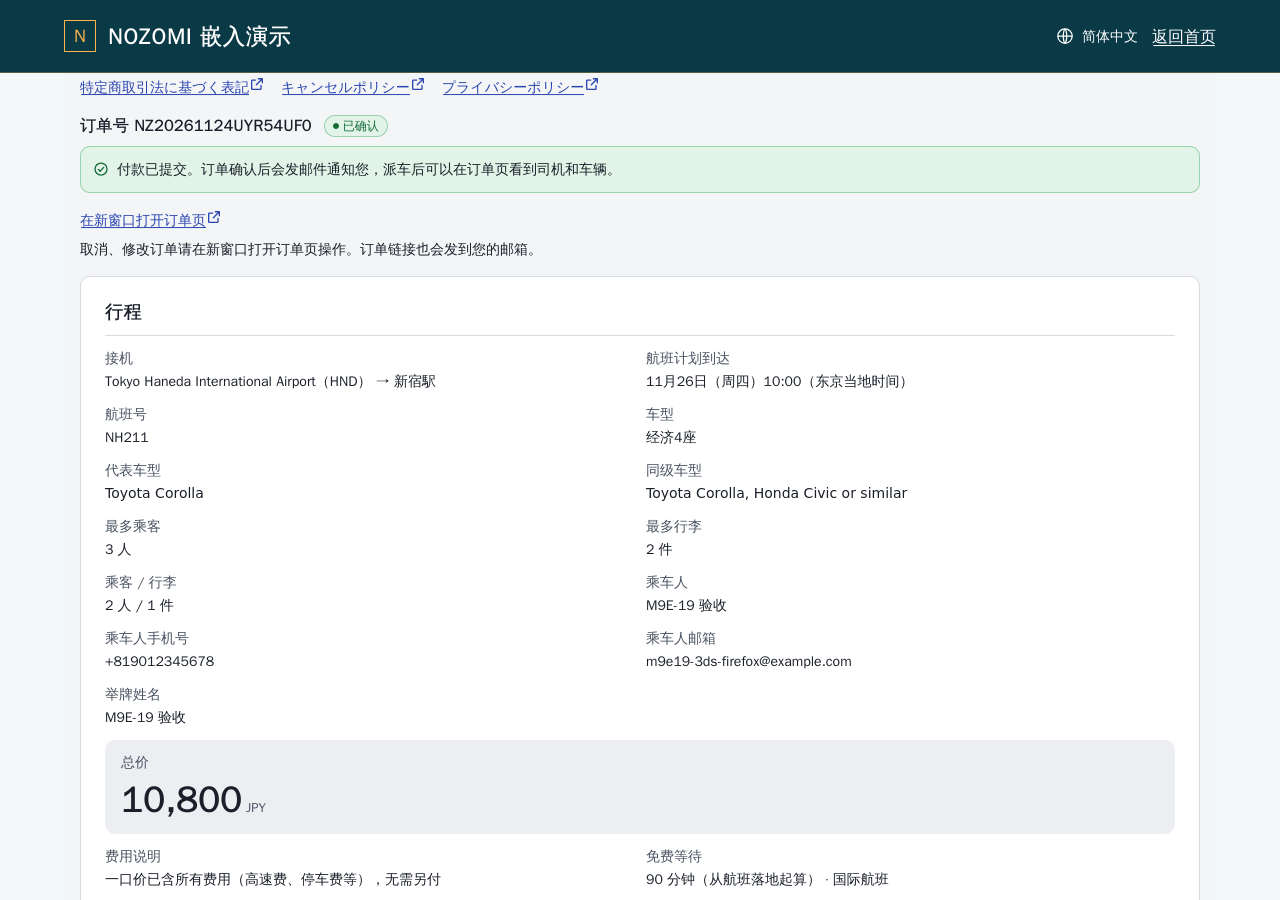 N NOZOMI 嵌入演示
简体中文 返回首页
特定商取引法に基づく表記 キャンセルポリシー プライバシーポリシー
订单号 NZ20261124UYR54UF0 已确认
付款已提交。订单确认后会发邮件通知您，派车后可以在订单页看到司机和车辆。
在新窗口打开订单页
取消、修改订单请在新窗口打开订单页操作。订单链接也会发到您的邮箱。
行程
接机
Tokyo Haneda International Airport（HND） → 新宿駅
航班计划到达
11月26日（周四）10:00（东京当地时间）
航班号
NH211
车型
经济4座
代表车型
Toyota Corolla
同级车型
Toyota Corolla, Honda Civic or similar
最多乘客
3 人
最多行李
2 件
乘客 / 行李
2 人 / 1 件
乘车人
M9E-19 验收
乘车人手机号
+819012345678
乘车人邮箱
m9e19-3ds-firefox@example.com
举牌姓名
M9E-19 验收
总价
10,800 JPY
费用说明
一口价已含所有费用（高速费、停车费等），无需另付
免费等待
90 分钟（从航班落地起算） · 国际航班